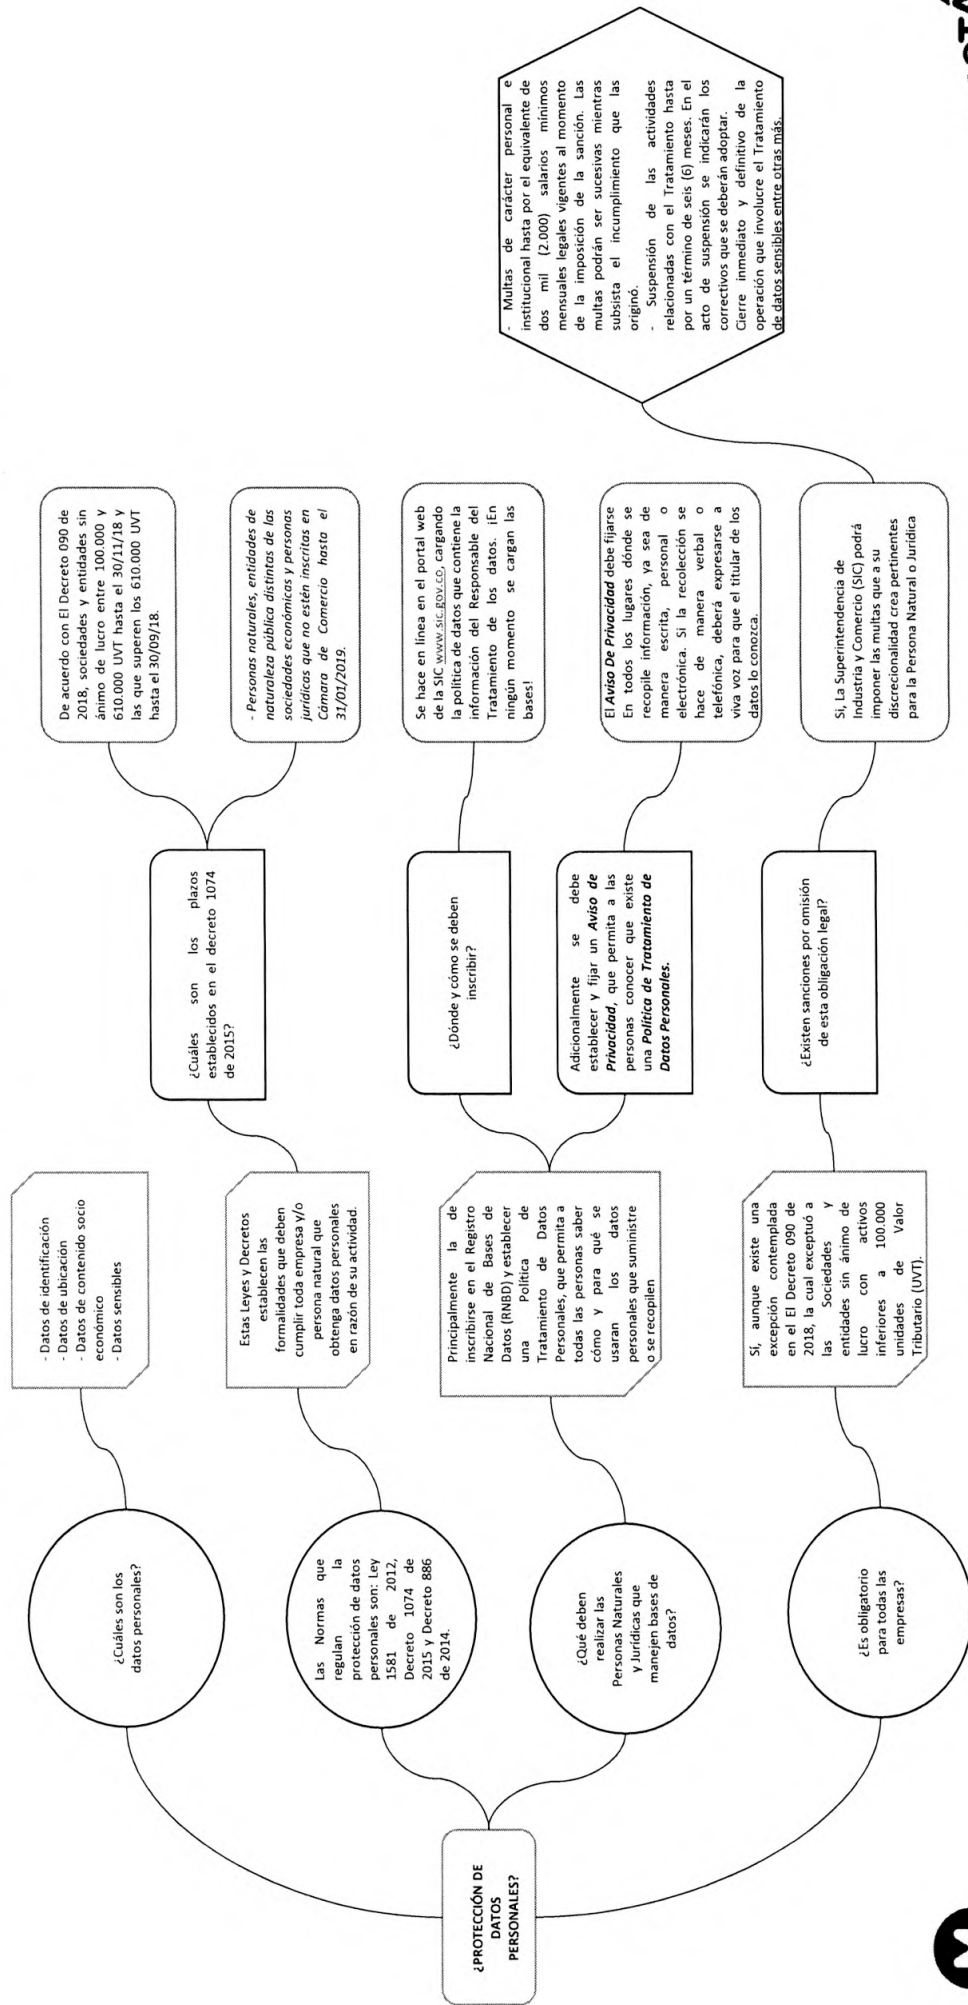 ¿PROTECCIÓN DE
DATOS
PERSONALES?
¿Cuáles son los
datos personales?
- Datos de identificación
- Datos de ubicación
- Datos de contenido socio
económico
- Datos sensibles
Las Normas que
regulan la
protección de datos
personales son: Ley
1581 de 2012,
Decreto 1074 de
2015 y Decreto 886
de 2014.
Estas Leyes y Decretos
establecen las
formalidades que deben
cumplir toda empresa y/o
persona natural que
obtenga datos personales
en razón de su actividad.
¿Cuáles son los plazos
establecidos en el decreto 1074
de 2015?
De acuerdo con El Decreto 090 de
2018, sociedades y entidades sin
ánimo de lucro entre 100.000 y
610.000 UVT hasta el 30/11/18 y
las que superen los 610.000 UVT
hasta el 30/09/18.
- Personas naturales, entidades de
naturaleza pública distintas de las
sociedades económicas y personas
jurídicas que no estén inscritas en
Cámara de Comercio hasta el
31/01/2019.
¿Qué deben
realizar las
Personas Naturales
y Jurídicas que
manejen bases de
datos?
Principalmente la de
inscribirse en el Registro
Nacional de Bases de
Datos (RNBD) y establecer
una Política de
Tratamiento de Datos
Personales, que permita a
todas las personas saber
cómo y para qué se
usaran los datos
personales que suministre
o se recopilen
¿Dónde y cómo se deben
inscribir?
Se hace en línea en el portal web
de la SIC www.sic.gov.co, cargando
la política de datos que contiene la
información del Responsable del
Tratamiento de los datos. ¡En
ningún momento se cargan las
bases!
Adicionalmente se debe
establecer y fijar un Aviso de
Privacidad, que permita a las
personas conocer que existe
una Política de Tratamiento de
Datos Personales.
El Aviso De Privacidad debe fijarse
En todos los lugares dónde se
recopile información, ya sea de
manera escrita, personal o
electrónica. Si la recolección se
hace de manera verbal o
telefónica, deberá expresarse a
viva voz para que el titular de los
datos lo conozca.
¿Es obligatorio
para todas las
empresas?
Sí, aunque existe una
excepción contemplada
en el El Decreto 090 de
2018, la cual exceptuó a
las Sociedades y
entidades sin ánimo de
lucro con activos
inferiores a 100.000
unidades de Valor
Tributario (UVT).
¿Existen sanciones por omisión
de esta obligación legal?
Si, La Superintendencia de
Industria y Comercio (SIC) podrá
imponer las multas que a su
discrecionalidad crea pertinentes
para la Persona Natural o Jurídica
- Multas de carácter personal e
institucional hasta por el equivalente de
dos mil (2.000) salarios mínimos
mensuales legales vigentes al momento
de la imposición de la sanción. Las
multas podrán ser sucesivas mientras
subsista el incumplimiento que las
originó.
- Suspensión de las actividades
relacionadas con el Tratamiento hasta
por un término de seis (6) meses. En el
acto de suspensión se indicarán los
correctivos que se deberán adoptar.
Cierre inmediato y definitivo de la
operación que involucre el Tratamiento
de datos sensibles entre otras más.